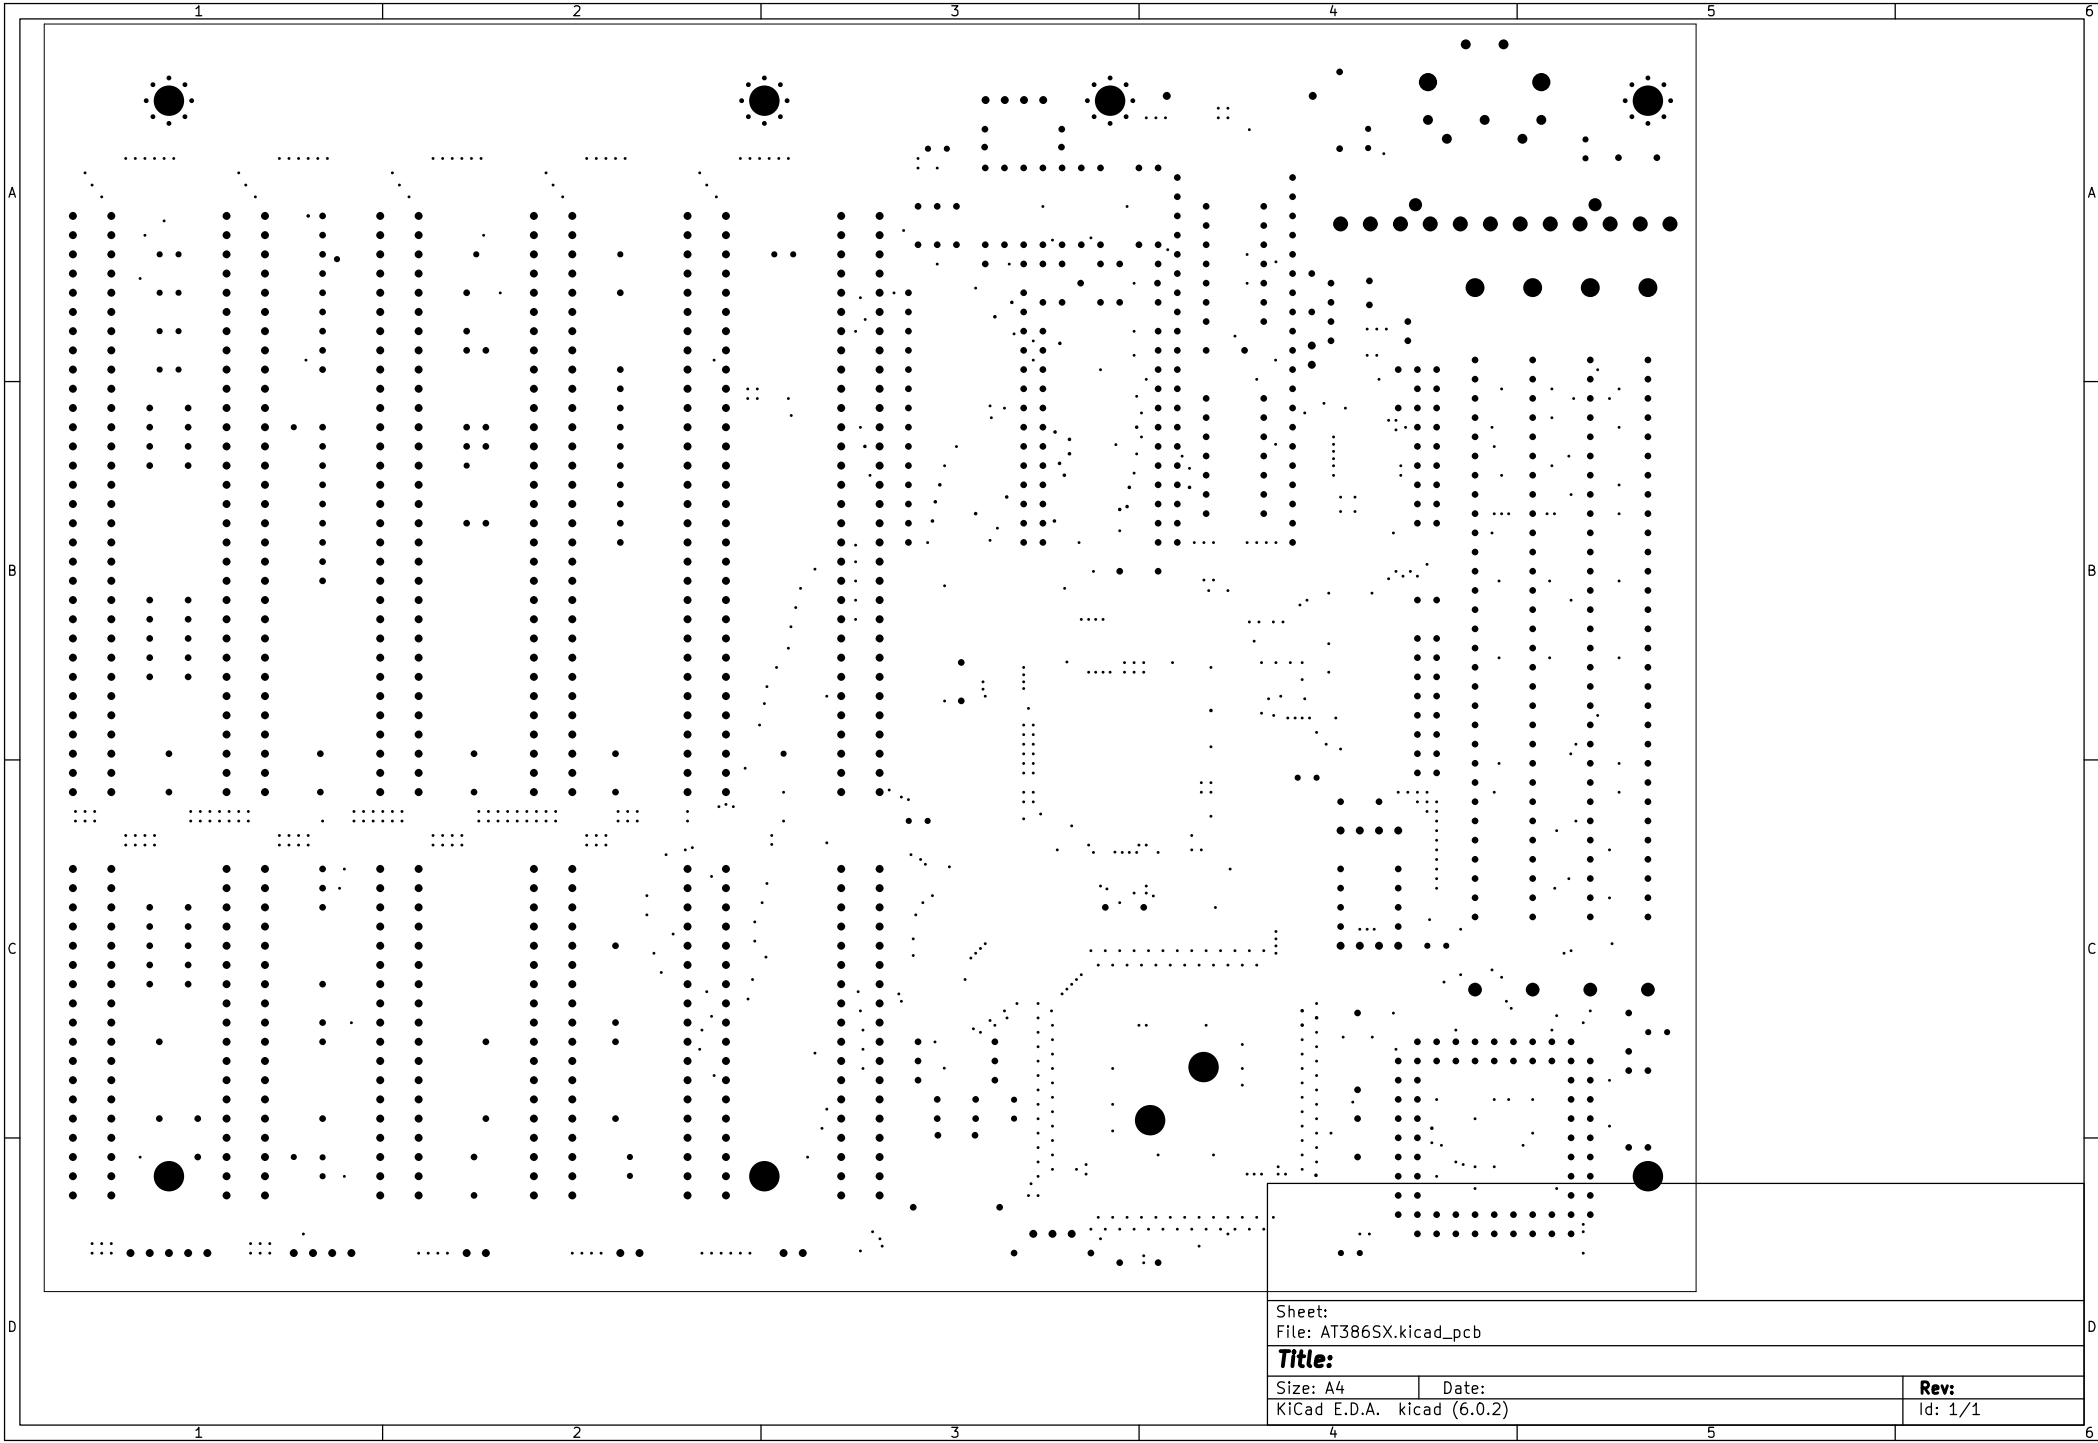 1 2 3 4 5 6
A A
B B
C C
D D
Sheet:
File: AT386SX.kicad_pcb
Title:
Size: A4 Date: Rev:
KiCad E.D.A. kicad (6.0.2) Id: 1/1
1 2 3 4 5 6